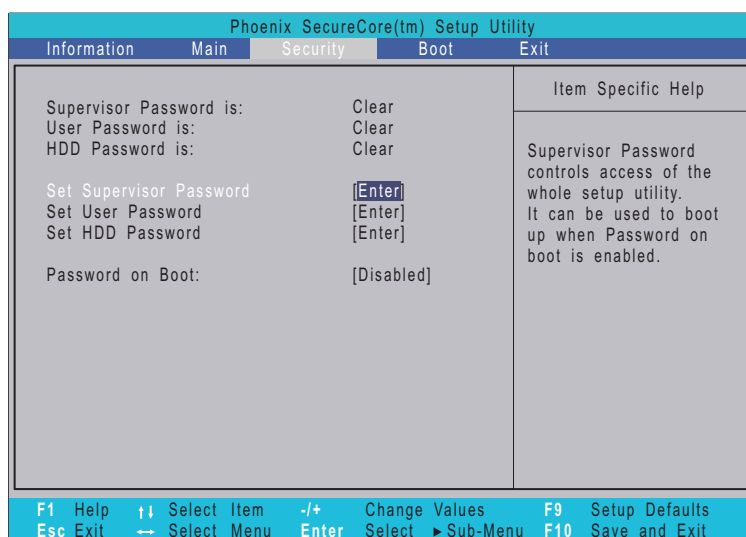 Phoenix SecureCore(tm) Setup Utility
Information Main Security Boot Exit
Supervisor Password is: Clear
User Password is: Clear
HDD Password is: Clear
Set Supervisor Password [Enter]
Set User Password [Enter]
Set HDD Password [Enter]
Password on Boot: [Disabled]
Item Specific Help
Supervisor Password
controls access of the
whole setup utility.
It can be used to boot
up when Password on
boot is enabled.
F1 Help ↑↓ Select Item -/+ Change Values F9 Setup Defaults
Esc Exit ↔ Select Menu Enter Select ►Sub-Menu F10 Save and Exit